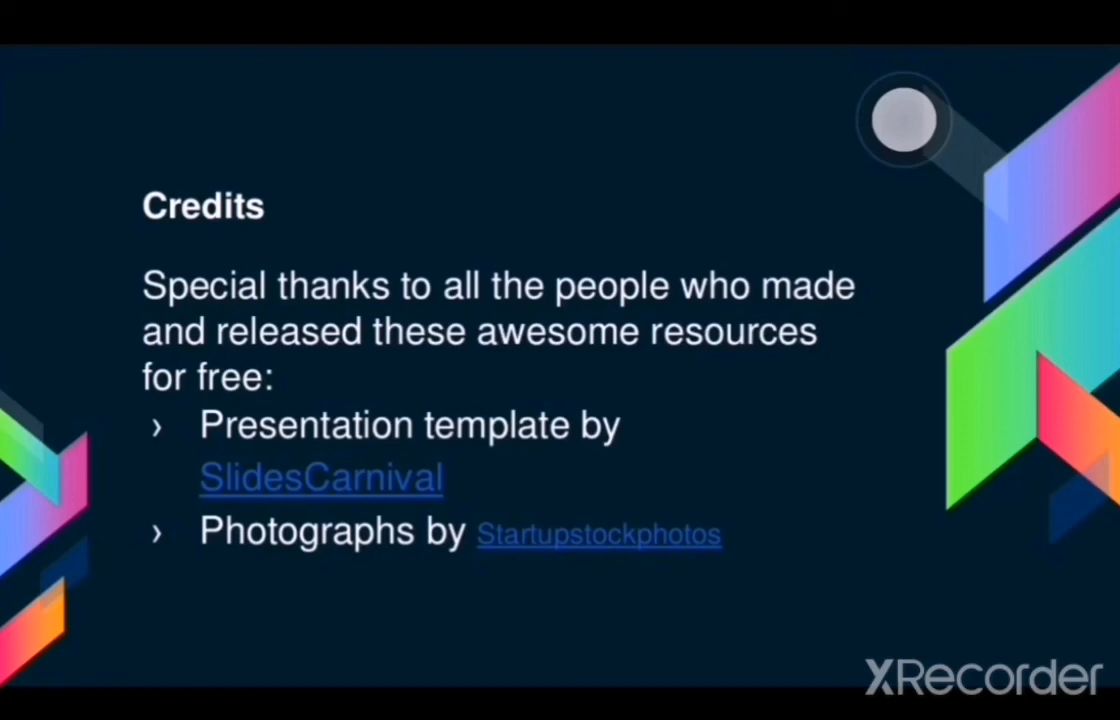 Credits
Special thanks to all the people who made
and released these awesome resources
for free:
› Presentation template by
SlidesCarnival
› Photographs by Startupstockphotos
XRecorder